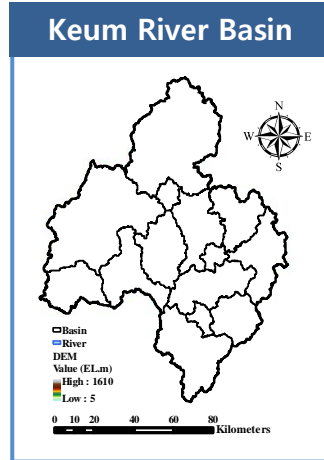 Keum River Basin
N
W E
S
Basin
River
DEM
Value (EL.m)
High : 1610
Low : 5
0 10 20 40 60 80
Kilometers